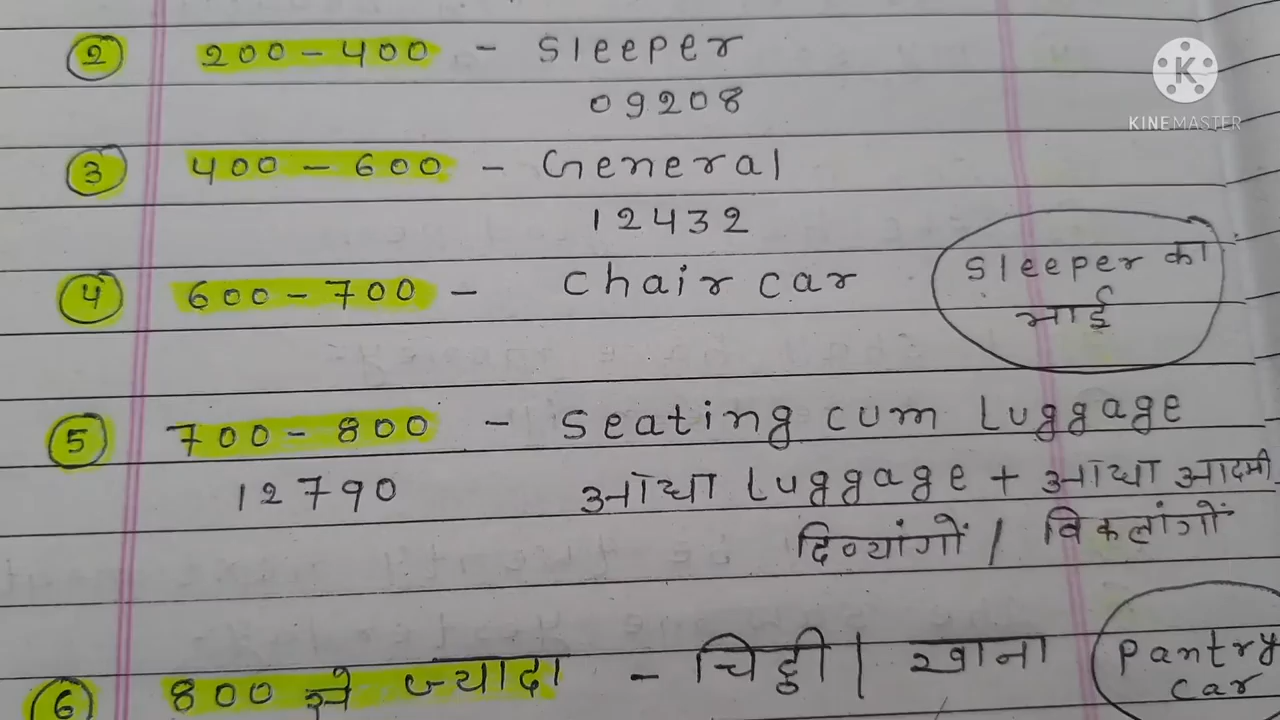 ② 200 - 400 - Sleeper
09208
③ 400 - 600 - General
12432
④ 600 - 700 - Chair car
Sleeper का
भाई
⑤ 700 - 800 - Seating cum Luggage
12790 आधा Luggage + आधा आदमी
दिव्यांगों / विकलांगों
⑥ 800 से ज्यादा - चिट्ठी / खाना
Pantry
Car
KINEMASTER